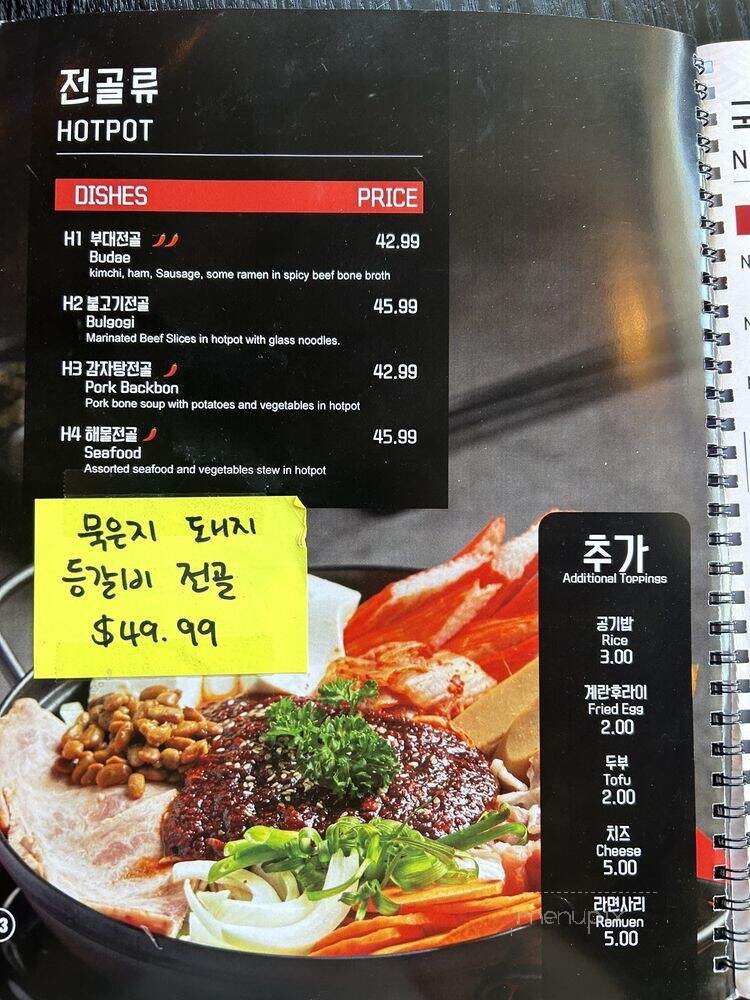 전골류
HOTPOT
DISHES PRICE
H1 부대전골 42.99
Budae
kimchi, ham, Sausage, some ramen in spicy beef bone broth
H2 불고기전골 45.99
Bulgogi
Marinated Beef Slices in hotpot with glass noodles.
H3 감자탕전골 42.99
Pork Backbon
Pork bone soup with potatoes and vegetables in hotpot
H4 해물전골 45.99
Seafood
Assorted seafood and vegetables stew in hotpot
묵은지 도너지
등갈비 전골
$49.99
추가
Additional Toppings
공기밥
Rice
3.00
계란후라이
Fried Egg
2.00
두부
Tofu
2.00
치즈
Cheese
5.00
라면사리
Ramuen
5.00
menupix
3
N
N
N